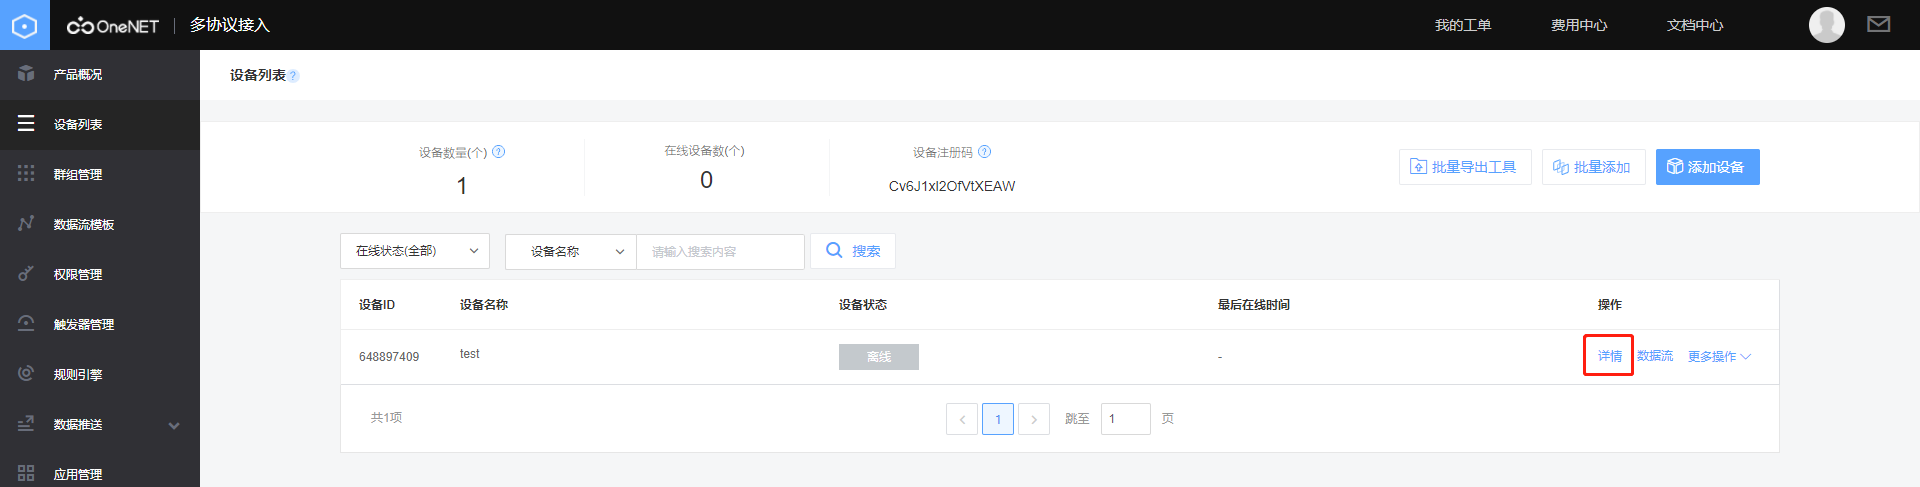 OneNET | 多协议接入
我的工单
费用中心
文档中心
产品概况
设备列表
群组管理
数据流模板
权限管理
触发器管理
规则引擎
数据推送
应用管理
设备列表 ?
设备数量(个) ?
1
在线设备数(个)
0
设备注册码 ?
Cv6J1xI2OfVtXEAW
批量导出工具
批量添加
添加设备
在线状态(全部)
设备名称
请输入搜索内容
搜索
设备ID 设备名称 设备状态 最后在线时间 操作
648897409 test 离线 - 详情 数据流 更多操作
共1项
< 1 > 跳至 1 页